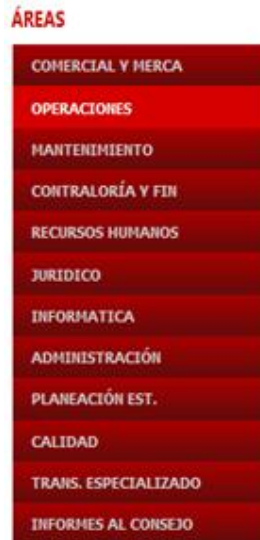 ÁREAS
COMERCIAL Y MERCA
OPERACIONES
MANTENIMIENTO
CONTRALORÍA Y FIN
RECURSOS HUMANOS
JURIDICO
INFORMATICA
ADMINISTRACIÓN
PLANEACIÓN EST.
CALIDAD
TRANS. ESPECIALIZADO
INFORMES AL CONSEJO